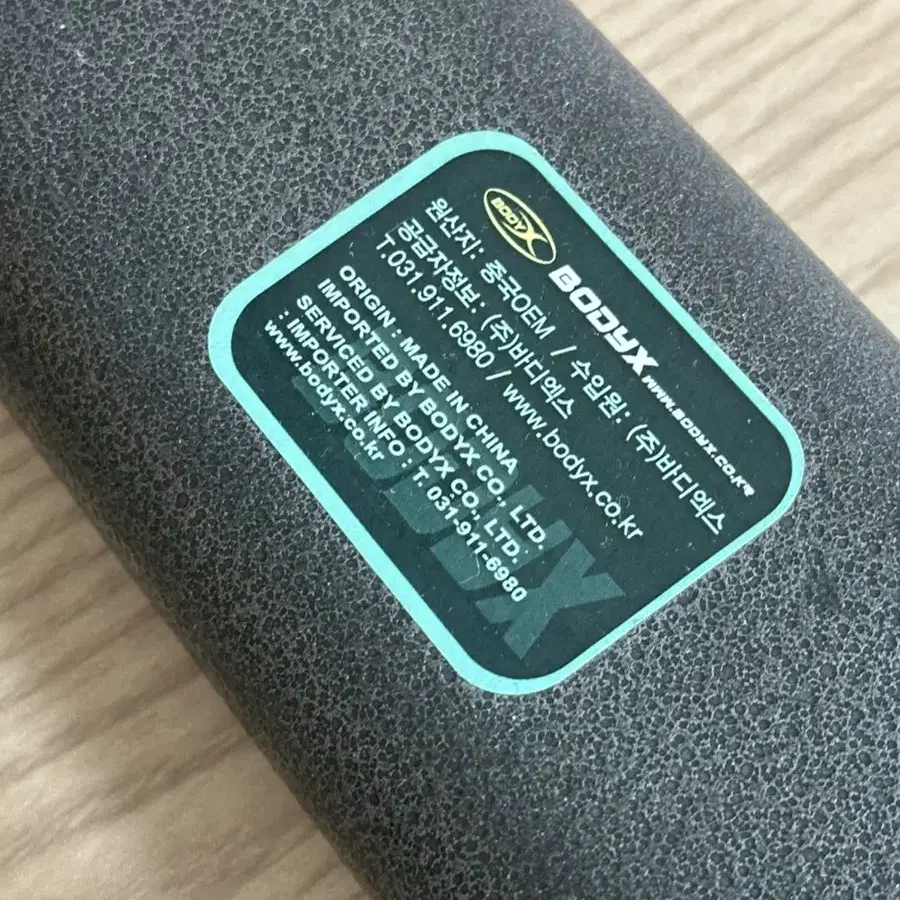 BODYX
BODYX www.BODYX.co.kr
원산지: 중국OEM / 수입원: (주)바디엑스
공급자정보: (주)바디엑스
T.031.911.6980 / www.bodyx.co.kr
ORIGIN : MADE IN CHINA
IMPORTED BY BODYX CO., LTD.
SERVICED BY BODYX CO., LTD.
: IMPORTER INFO : T. 031-911-6980
www.bodyx.co.kr
BODYX